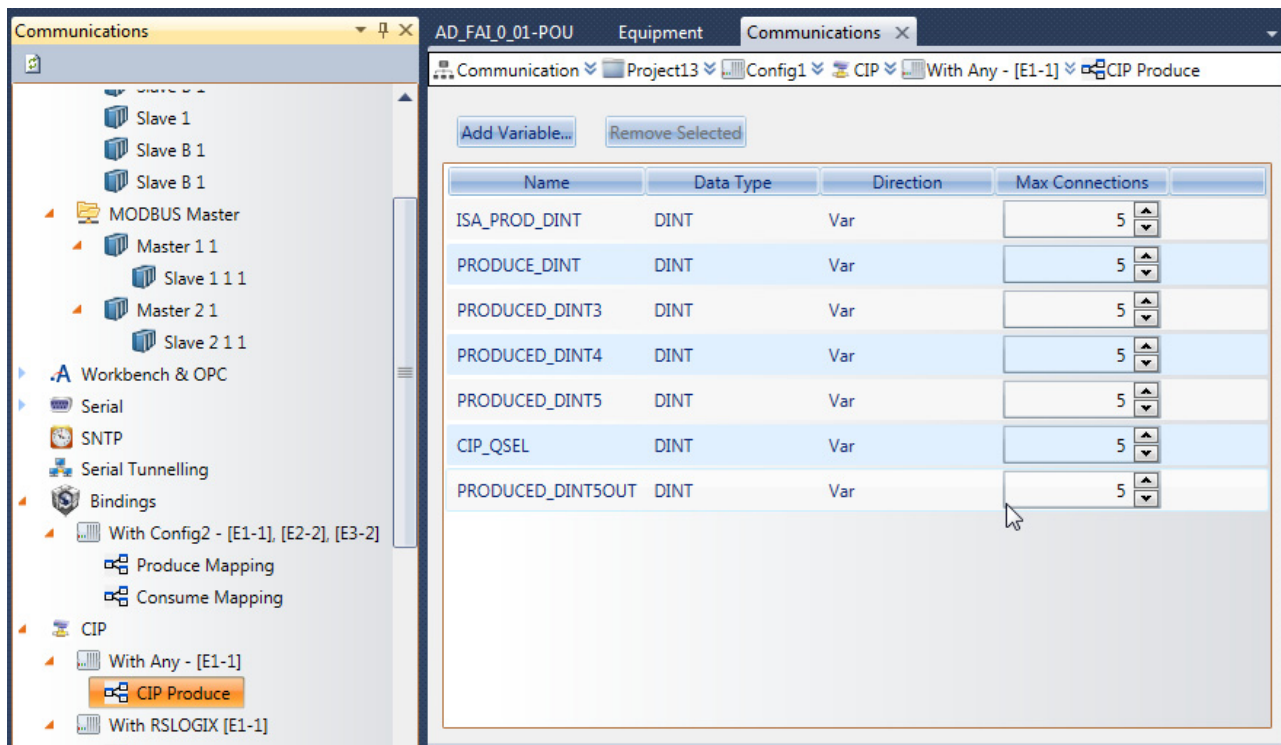 Communications
Slave 1
Slave B 1
Slave B 1
MODBUS Master
Master 1 1
Slave 1 1 1
Master 2 1
Slave 2 1 1
Workbench & OPC
Serial
SNTP
Serial Tunnelling
Bindings
With Config2 - [E1-1], [E2-2], [E3-2]
Produce Mapping
Consume Mapping
CIP
With Any - [E1-1]
CIP Produce
With RSLOGIX [E1-1]
AD_FAI_0_01-POU Equipment Communications
Communication Project13 Config1 CIP With Any - [E1-1] CIP Produce
Add Variable... Remove Selected
Name Data Type Direction Max Connections
ISA_PROD_DINT DINT Var 5
PRODUCE_DINT DINT Var 5
PRODUCED_DINT3 DINT Var 5
PRODUCED_DINT4 DINT Var 5
PRODUCED_DINT5 DINT Var 5
CIP_QSEL DINT Var 5
PRODUCED_DINT5OUT DINT Var 5